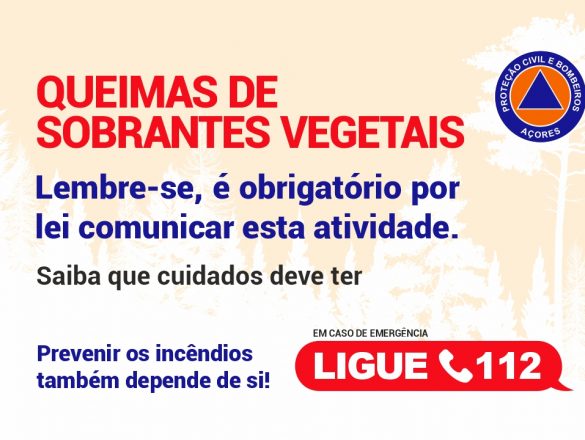 QUEIMAS DE
SOBRANTES VEGETAIS
PROTEÇÃO CIVIL E BOMBEIROS
AÇORES
Lembre-se, é obrigatório por
lei comunicar esta atividade.
Saiba que cuidados deve ter
EM CASO DE EMERGÊNCIA
LIGUE 112
Prevenir os incêndios
também depende de si!